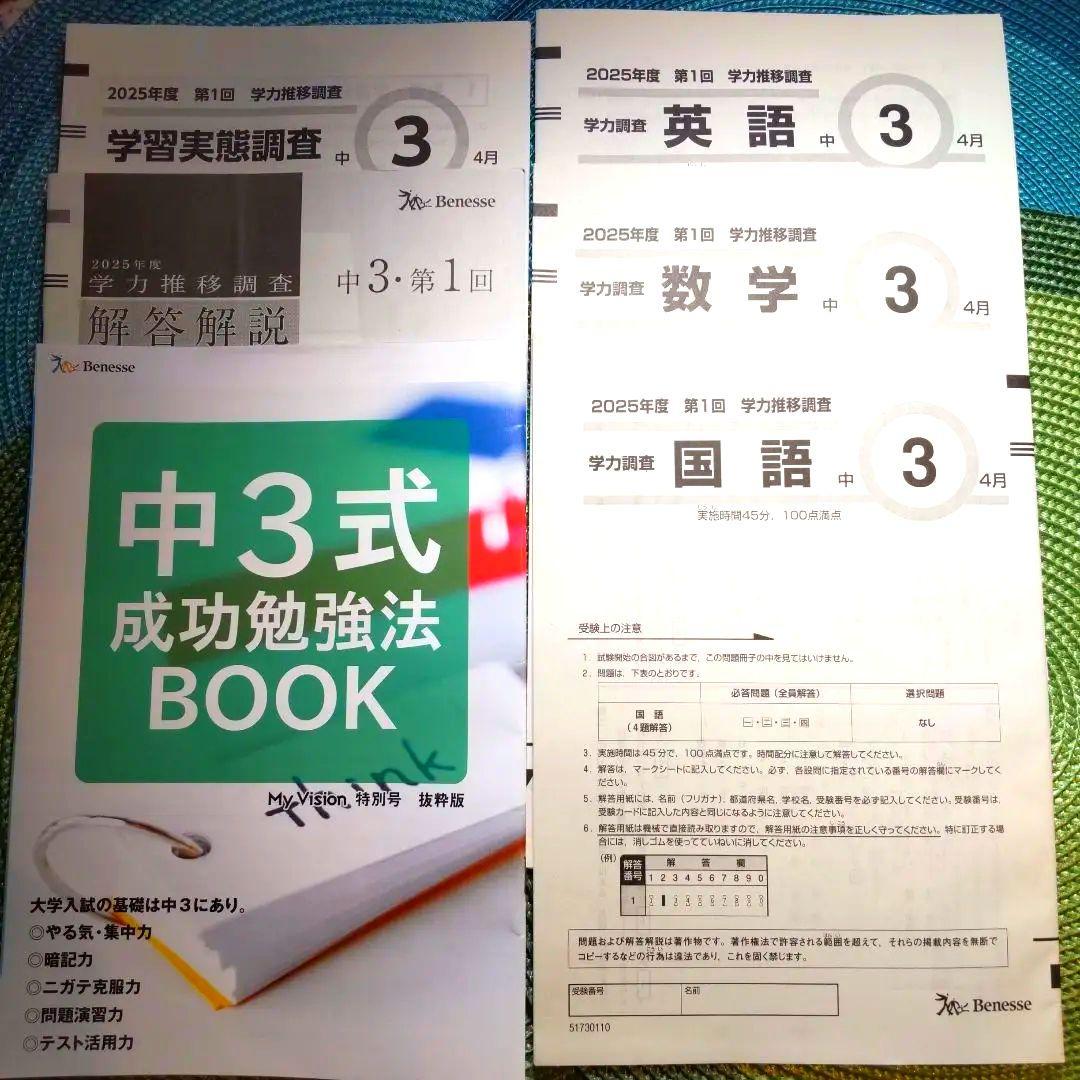 2025年度 第1回 学力推移調査
学習実態調査 中 3 4月
Benesse
2025年度
学力推移調査
解答解説
中3・第1回
Benesse
中3式
成功勉強法
BOOK
Think
My Vision 特別号 抜粋版
大学入試の基礎は中3にあり。
◎やる気・集中力
◎暗記力
◎ニガテ克服力
◎問題演習力
◎テスト活用力
2025年度 第1回 学力推移調査
学力調査 英語 中 3 4月
2025年度 第1回 学力推移調査
学力調査 数学 中 3 4月
2025年度 第1回 学力推移調査
学力調査 国語 中 3 4月
実施時間45分，100点満点
受験上の注意
1．試験開始の合図があるまで，この問題冊子の中を見てはいけません。
2．問題は，下表のとおりです。
必答問題（全員解答） 選択問題
国語
（4題解答） 一・二・三・四 なし
3．実施時間は45分で，100点満点です。時間配分に注意して解答してください。
4．解答は，マークシートに記入してください。必ず，各設問に指定されている番号の解答欄にマークしてく
ださい。
5．解答用紙には，名前（フリガナ），都道府県名，学校名，受験番号を必ず記入してください。受験番号は，
受験カードに記入した内容と同じになるように注意してください。
6．解答用紙は機械で直接読み取りますので，解答用紙の注意事項を正しく守ってください。特に訂正する場
合には，消しゴムを使ってていねいに消してください。
（例） 解答番号 解答欄
1 2 3 4 5 6 7 8 9 0
1
問題および解答解説は著作物です。著作権法で許容される範囲を超えて，それらの掲載内容を無断で
コピーするなどの行為は違法であり，これを固く禁じます。
受験番号 名前
51730110
Benesse